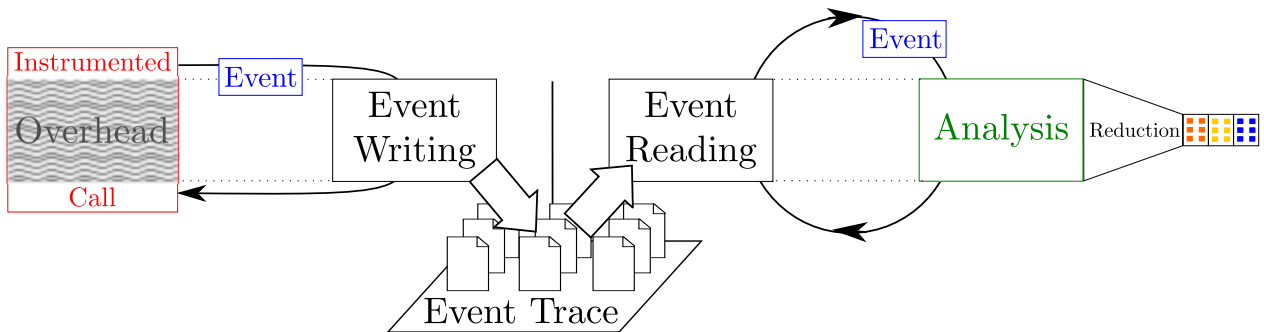 Instrumented
Overhead
Call
Event
Event
Writing
Event Trace
Event
Reading
Event
Analysis
Reduction